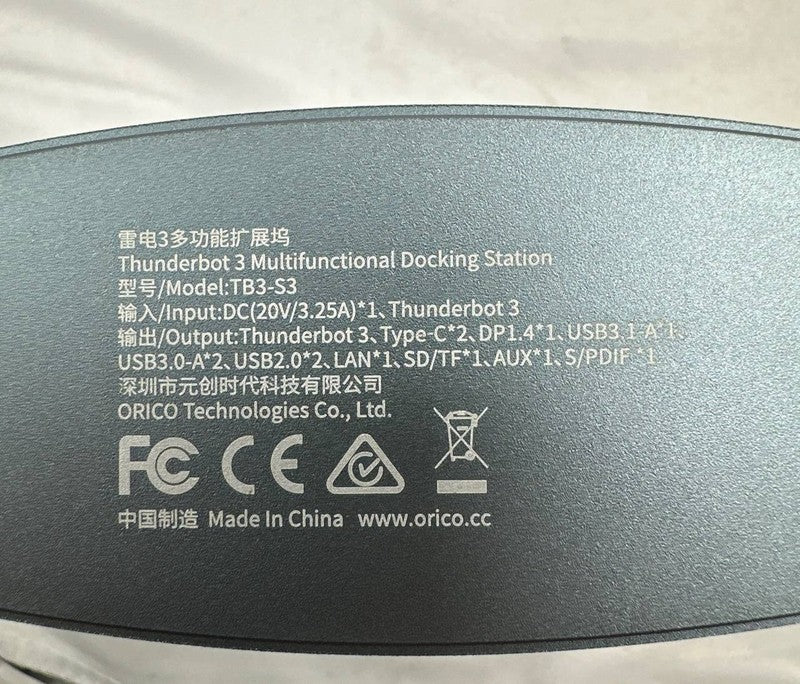 雷电3多功能扩展坞
Thunderbot 3 Multifunctional Docking Station
型号/Model:TB3-S3
输入/Input:DC(20V/3.25A)*1、Thunderbot 3
输出/Output:Thunderbot 3、Type-C*2、DP1.4*1、USB3.1-A*1、
USB3.0-A*2、USB2.0*2、LAN*1、SD/TF*1、AUX*1、S/PDIF*1
深圳市元创时代科技有限公司
ORICO Technologies Co., Ltd.
FC CE
中国制造 Made In China www.orico.cc